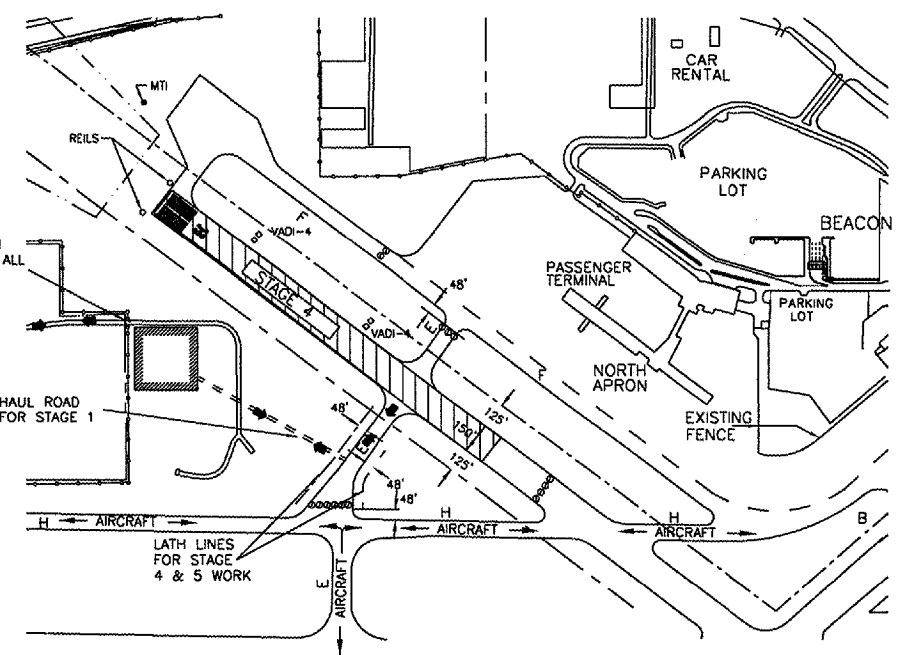 MTI
REILS
CAR
RENTAL
PARKING
LOT
BEACON
F
VADI-4
48'
PASSENGER
TERMINAL
PARKING
LOT
ALL
STAGE 4
VADI-4
E
F
NORTH
APRON
HAUL ROAD
FOR STAGE 1
48'
125'
150'
125'
EXISTING
FENCE
E
48'
48'
H
AIRCRAFT
H
AIRCRAFT
H
AIRCRAFT
B
LATH LINES
FOR STAGE
4 & 5 WORK
E
AIRCRAFT